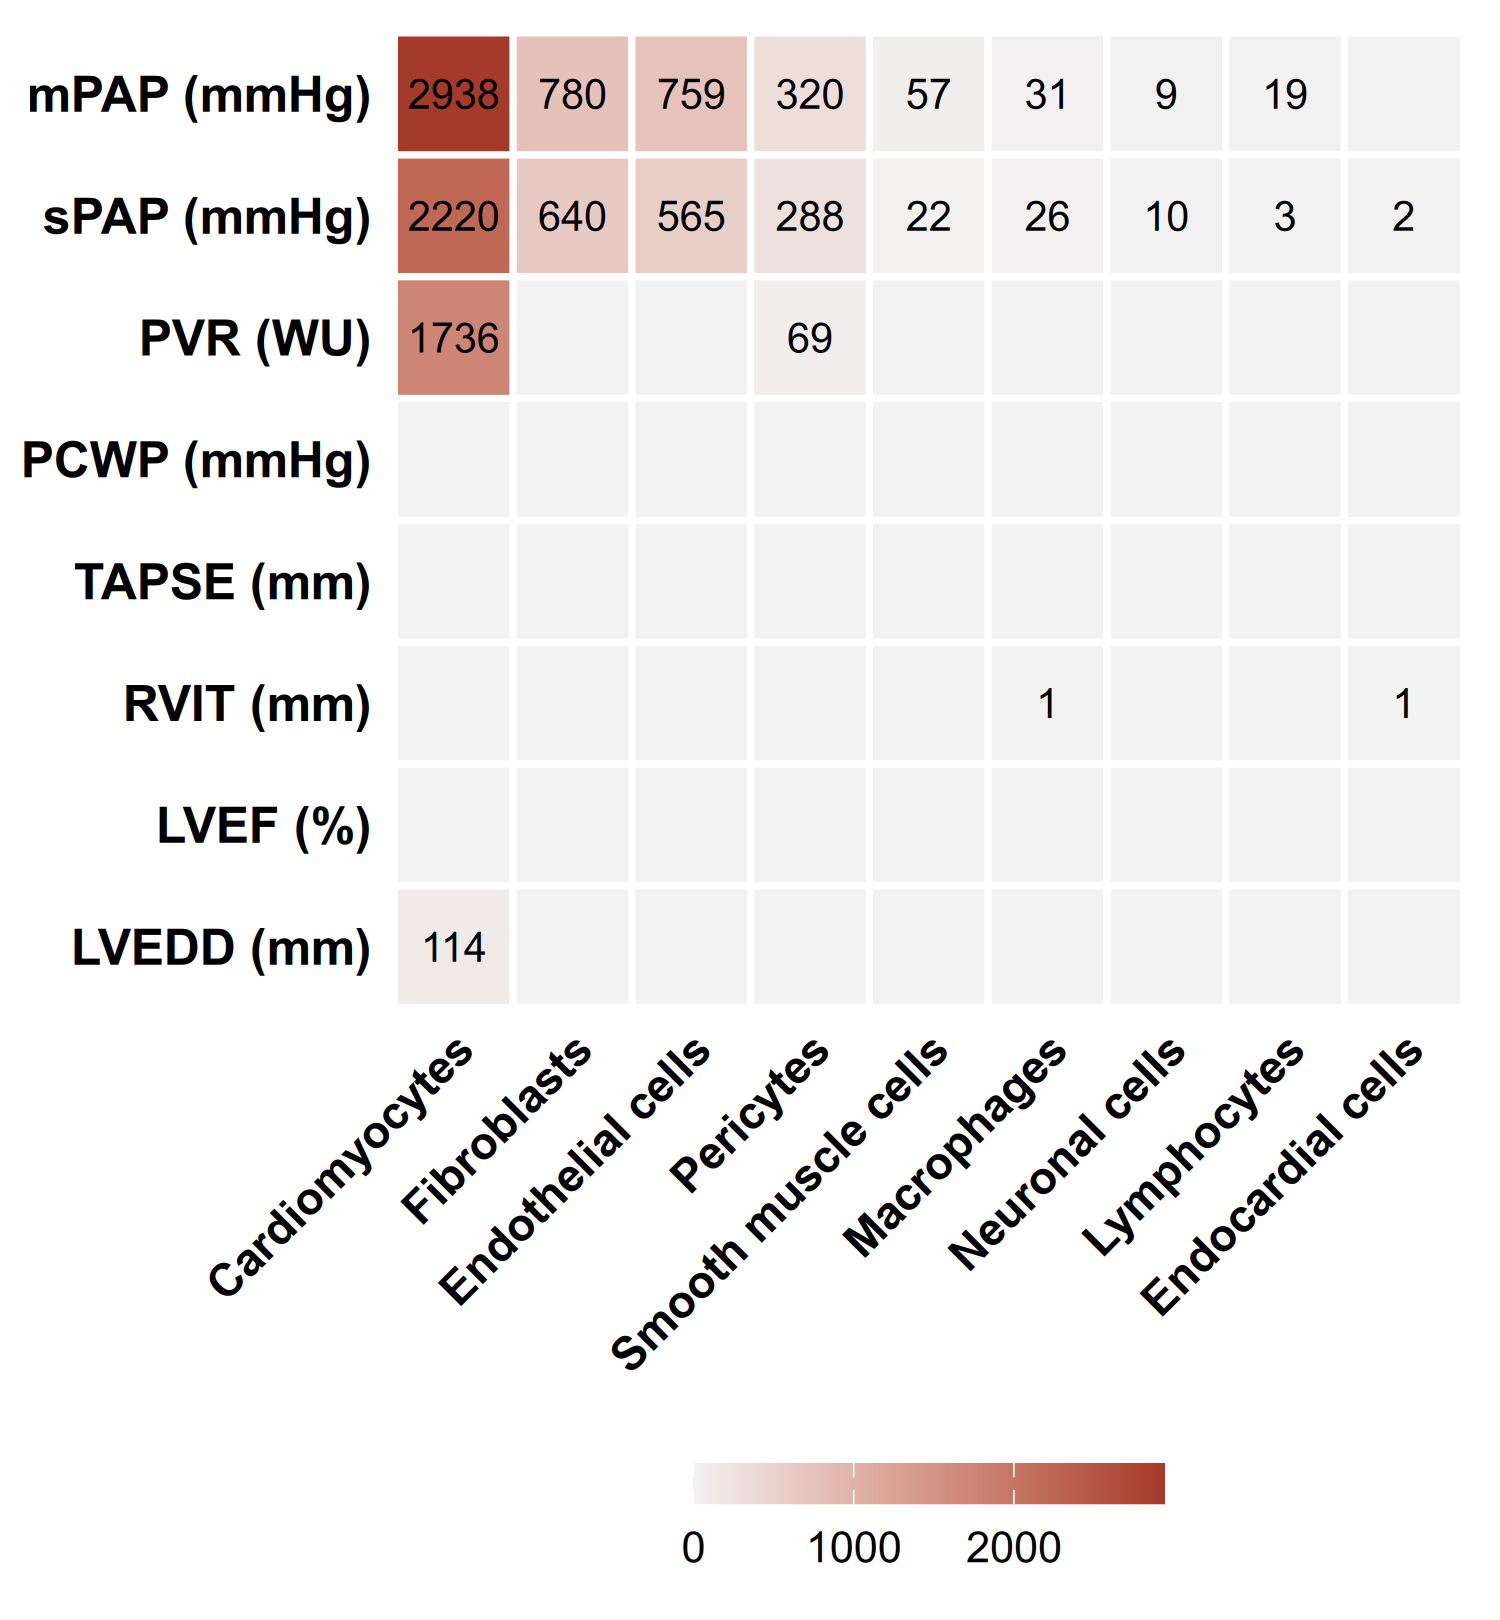 mPAP (mmHg) 2938 780 759 320 57 31 9 19
sPAP (mmHg) 2220 640 565 288 22 26 10 3 2
PVR (WU) 1736 69
PCWP (mmHg)
TAPSE (mm)
RVIT (mm) 1 1
LVEF (%)
LVEDD (mm) 114
Cardiomyocytes
Fibroblasts
Endothelial cells
Pericytes
Smooth muscle cells
Macrophages
Neuronal cells
Lymphocytes
Endocardial cells
0 1000 2000